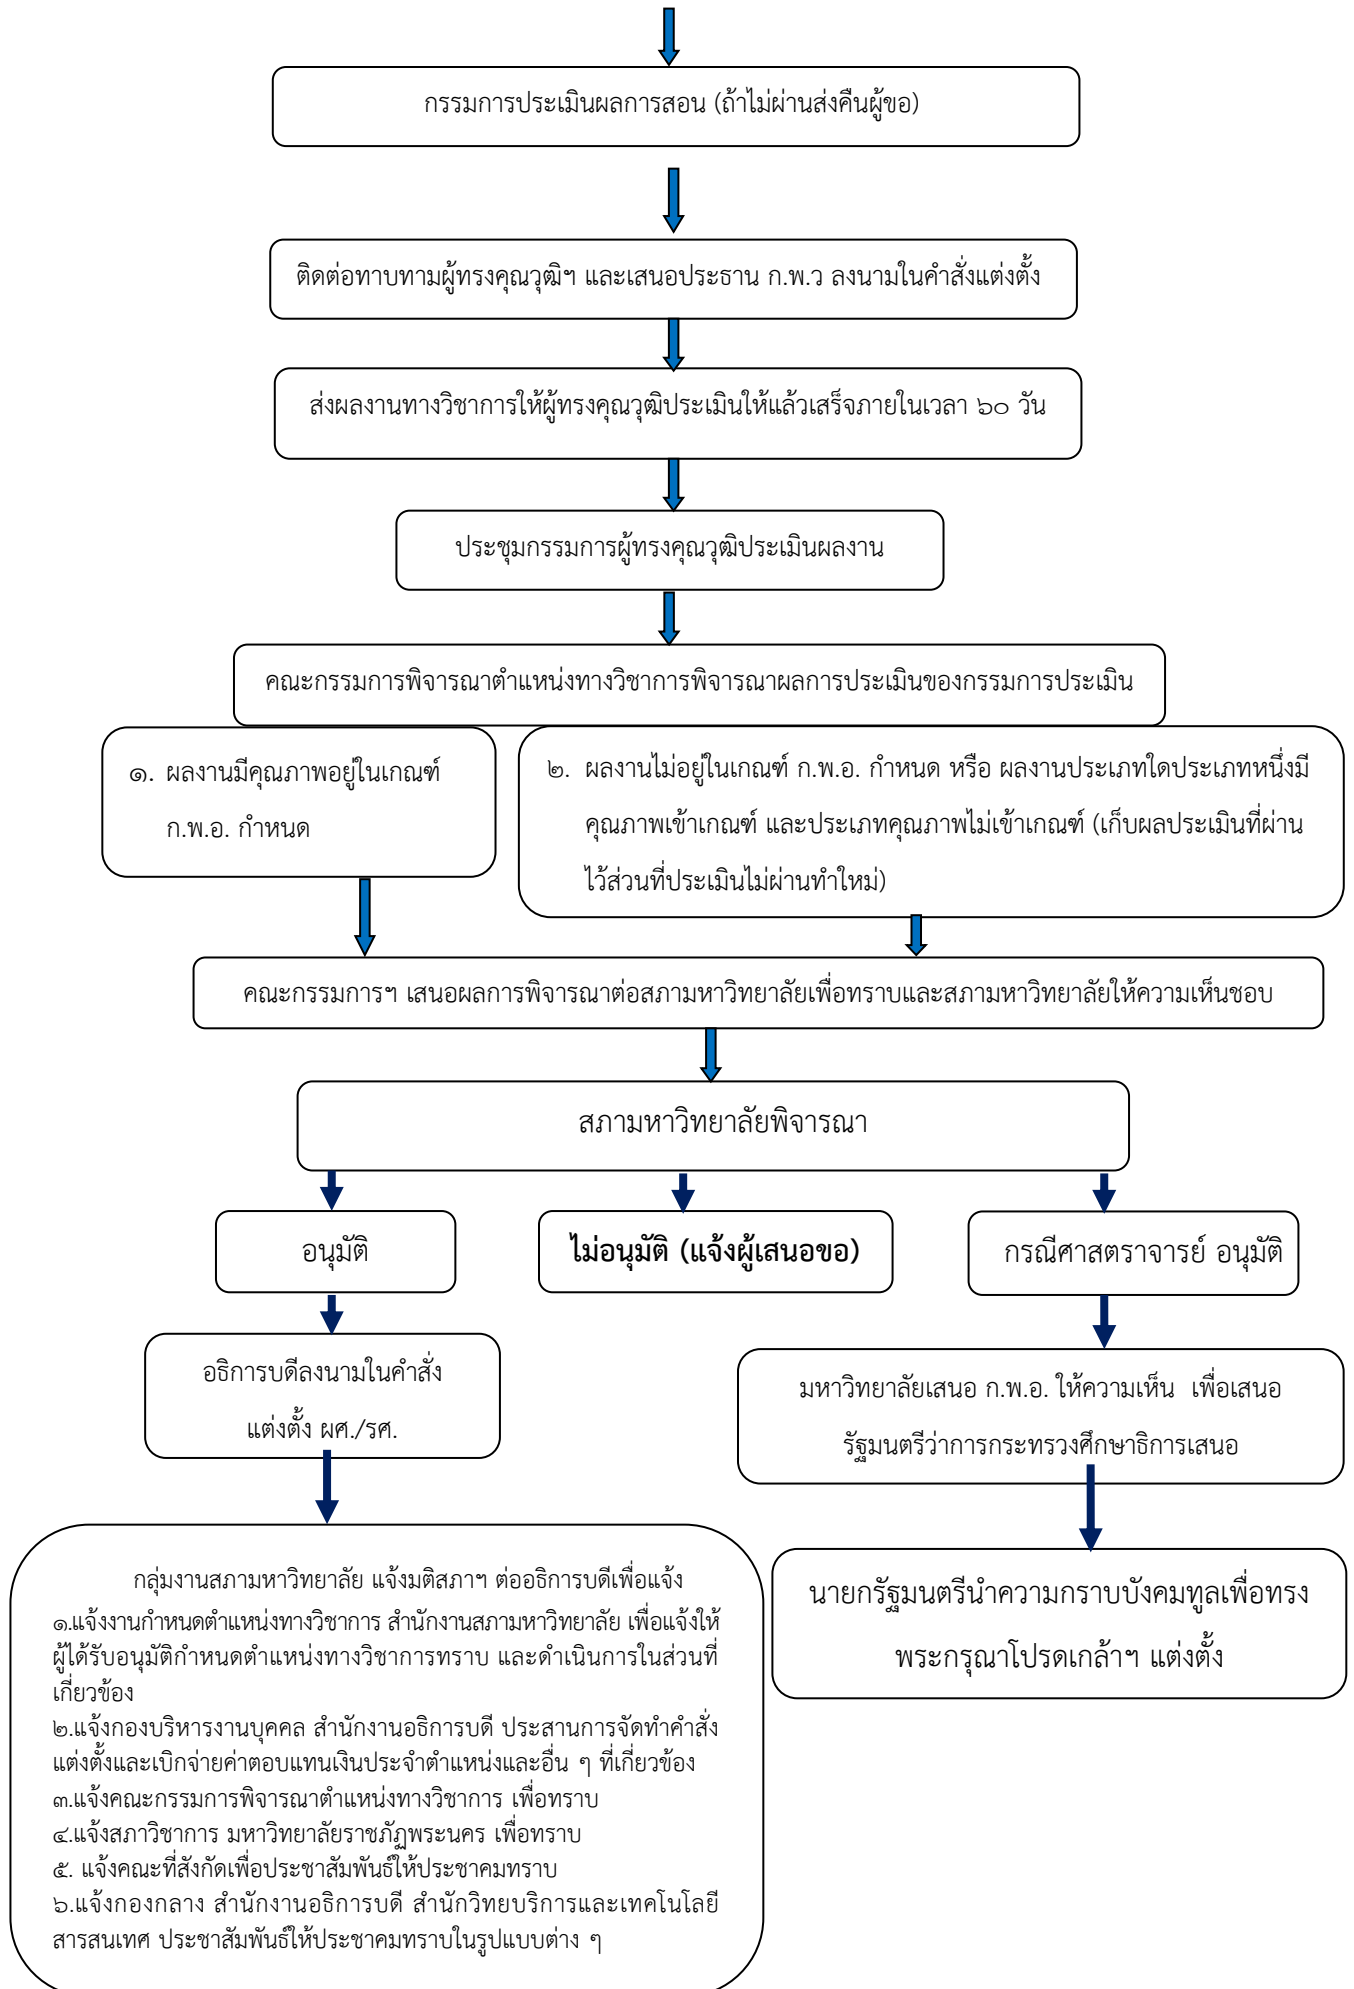 กรรมการประเมินผลการสอน (ถ้าไม่ผ่านส่งคืนผู้ขอ)
ติดต่อทาบทามผู้ทรงคุณวุฒิฯ และเสนอประธาน ก.พ.ว ลงนามในคำสั่งแต่งตั้ง
ส่งผลงานทางวิชาการให้ผู้ทรงคุณวุฒิประเมินให้แล้วเสร็จภายในเวลา ๖๐ วัน
ประชุมกรรมการผู้ทรงคุณวุฒิประเมินผลงาน
คณะกรรมการพิจารณาตำแหน่งทางวิชาการพิจารณาผลการประเมินของกรรมการประเมิน
๑. ผลงานมีคุณภาพอยู่ในเกณฑ์
ก.พ.อ. กำหนด
๒. ผลงานไม่อยู่ในเกณฑ์ ก.พ.อ. กำหนด หรือ ผลงานประเภทใดประเภทหนึ่งมี
คุณภาพเข้าเกณฑ์ และประเภทคุณภาพไม่เข้าเกณฑ์ (เก็บผลประเมินที่ผ่าน
ไว้ส่วนที่ประเมินไม่ผ่านทำใหม่)
คณะกรรมการฯ เสนอผลการพิจารณาต่อสภามหาวิทยาลัยเพื่อทราบและสภามหาวิทยาลัยให้ความเห็นชอบ
สภามหาวิทยาลัยพิจารณา
อนุมัติ
ไม่อนุมัติ (แจ้งผู้เสนอขอ)
กรณีศาสตราจารย์ อนุมัติ
อธิการบดีลงนามในคำสั่ง
แต่งตั้ง ผศ./รศ.
มหาวิทยาลัยเสนอ ก.พ.อ. ให้ความเห็น เพื่อเสนอ
รัฐมนตรีว่าการกระทรวงศึกษาธิการเสนอ
กลุ่มงานสภามหาวิทยาลัย แจ้งมติสภาฯ ต่ออธิการบดีเพื่อแจ้ง
๑.แจ้งงานกำหนดตำแหน่งทางวิชาการ สำนักงานสภามหาวิทยาลัย เพื่อแจ้งให้
ผู้ได้รับอนุมัติกำหนดตำแหน่งทางวิชาการทราบ และดำเนินการในส่วนที่
เกี่ยวข้อง
๒.แจ้งกองบริหารงานบุคคล สำนักงานอธิการบดี ประสานการจัดทำคำสั่ง
แต่งตั้งและเบิกจ่ายค่าตอบแทนเงินประจำตำแหน่งและอื่น ๆ ที่เกี่ยวข้อง
๓.แจ้งคณะกรรมการพิจารณาตำแหน่งทางวิชาการ เพื่อทราบ
๔.แจ้งสภาวิชาการ มหาวิทยาลัยราชภัฏพระนคร เพื่อทราบ
๕. แจ้งคณะที่สังกัดเพื่อประชาสัมพันธ์ให้ประชาคมทราบ
๖.แจ้งกองกลาง สำนักงานอธิการบดี สำนักวิทยบริการและเทคโนโลยี
สารสนเทศ ประชาสัมพันธ์ให้ประชาคมทราบในรูปแบบต่าง ๆ
นายกรัฐมนตรีนำความกราบบังคมทูลเพื่อทรง
พระกรุณาโปรดเกล้าฯ แต่งตั้ง